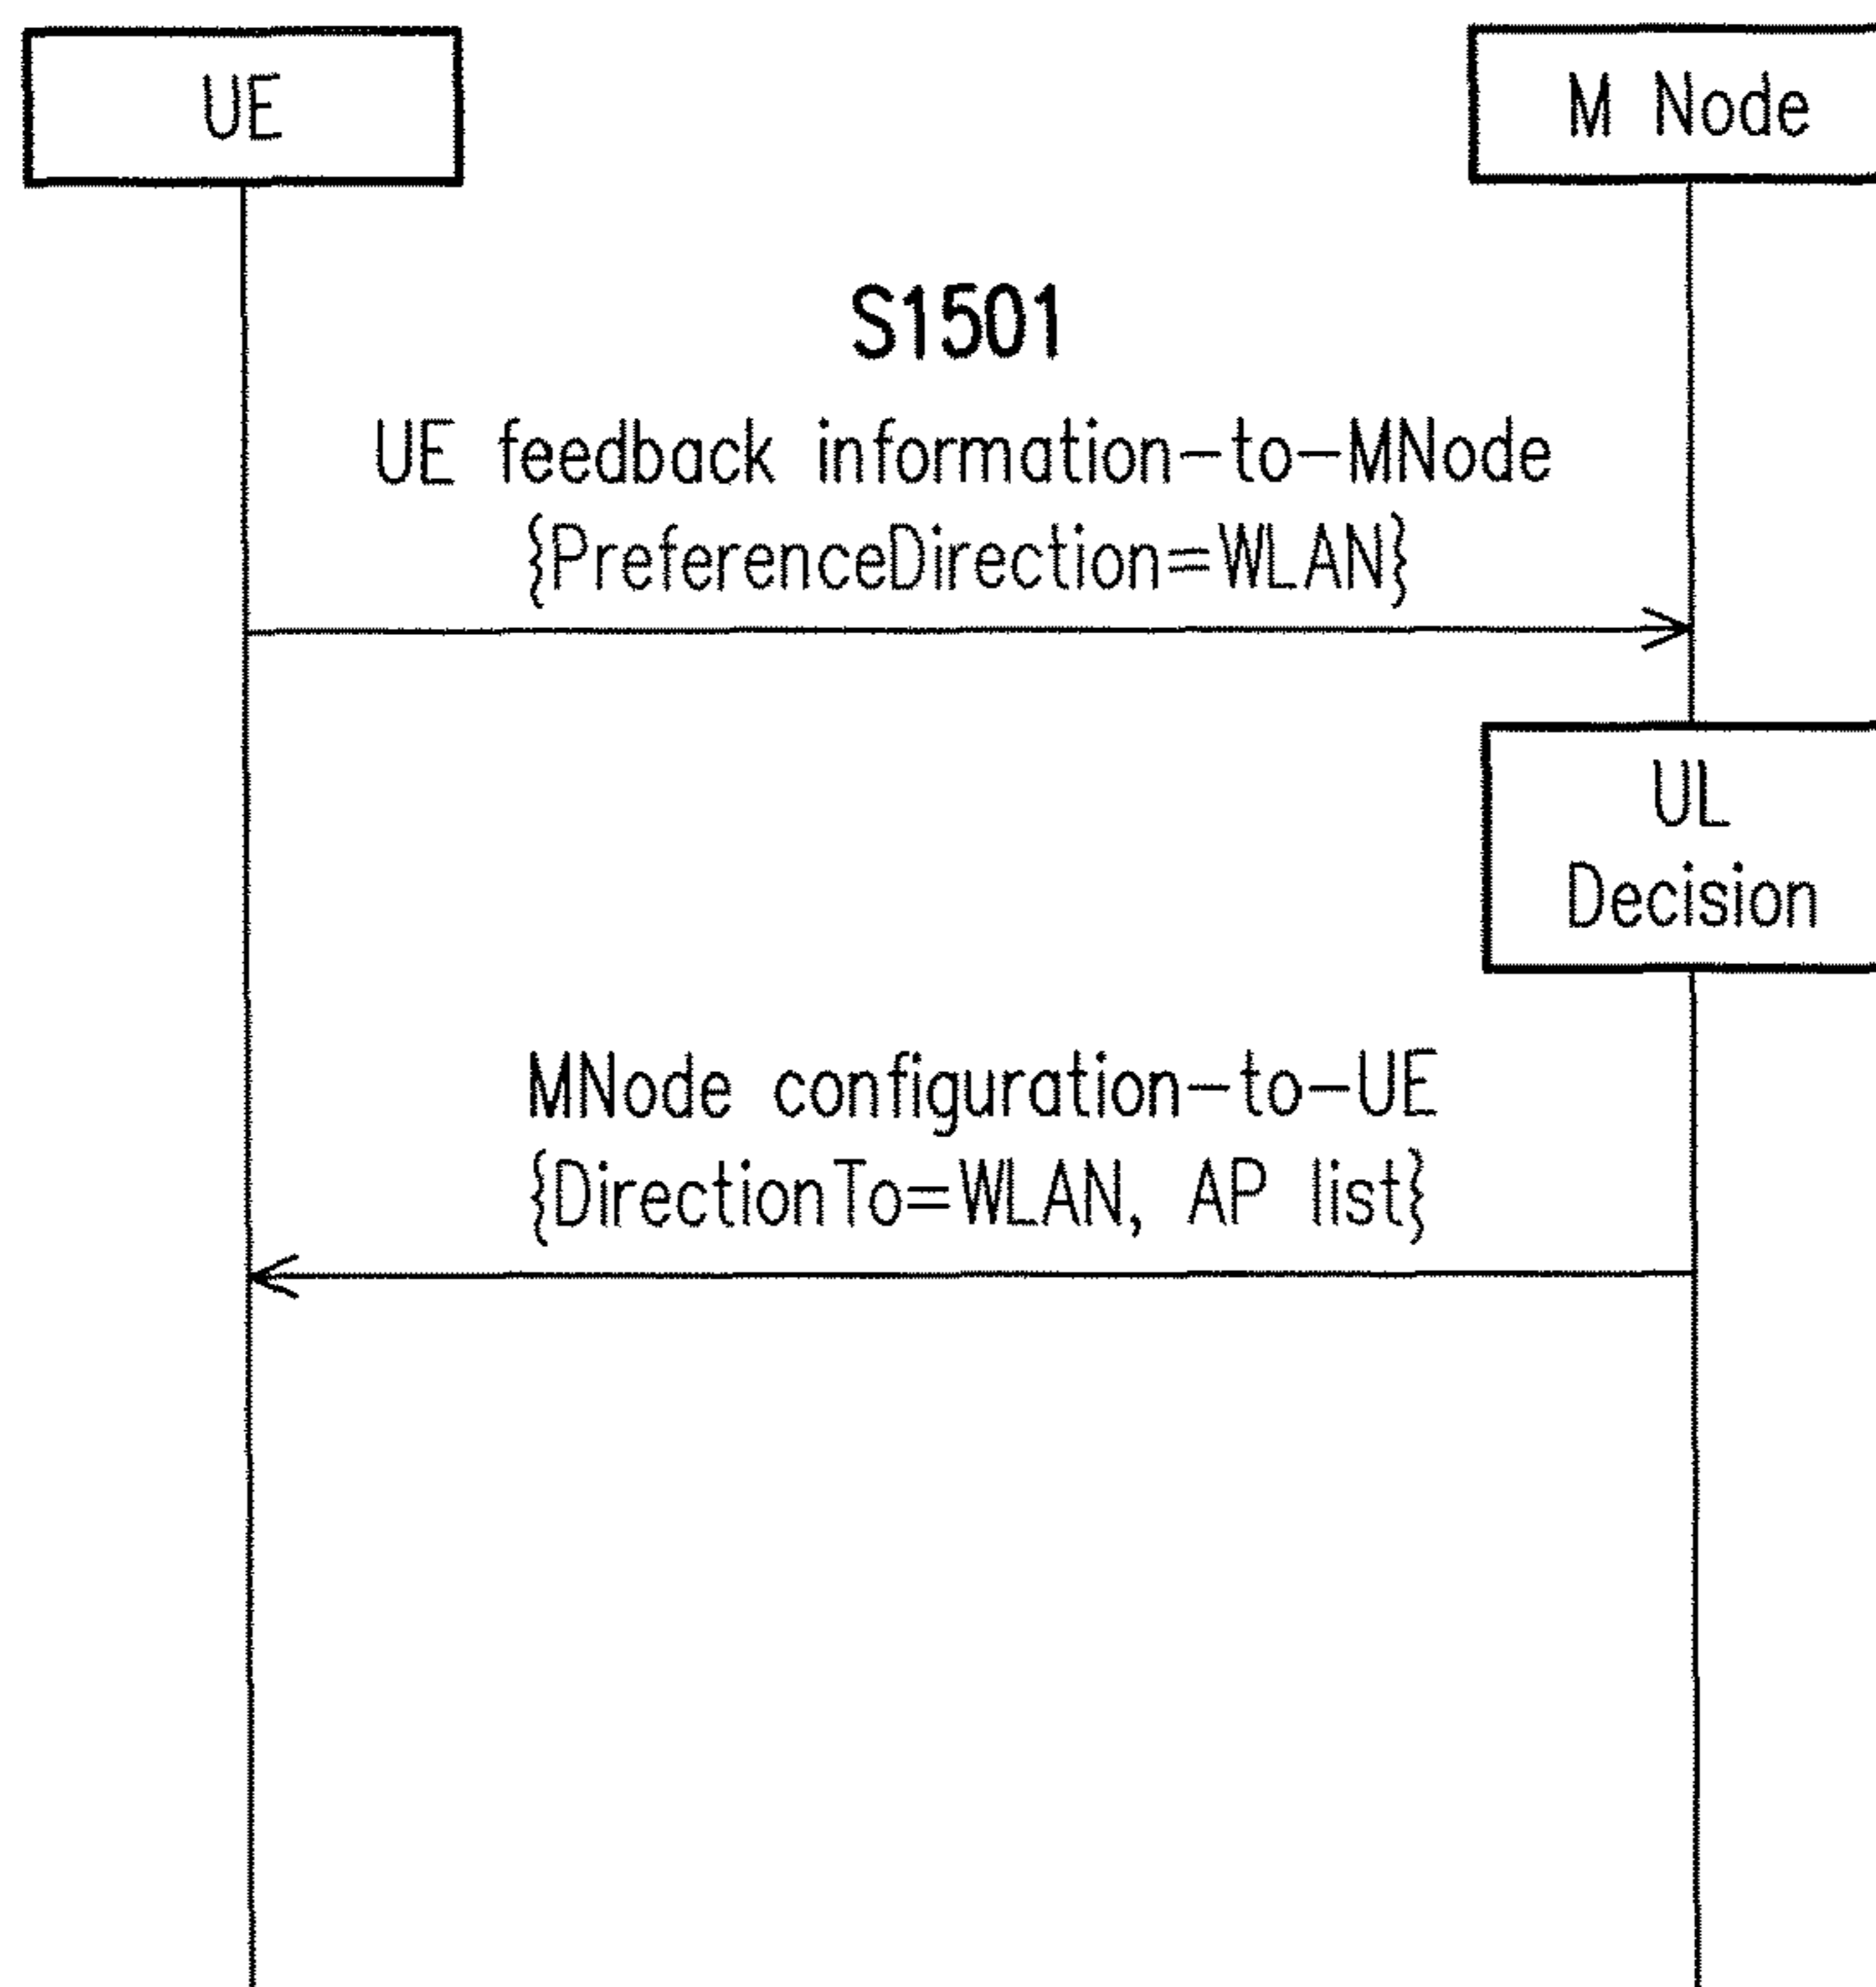 UE
M Node
S1501
UE feedback information-to-MNode
{PreferenceDirection=WLAN}
UL
Decision
MNode configuration-to-UE
{DirectionTo=WLAN, AP list}